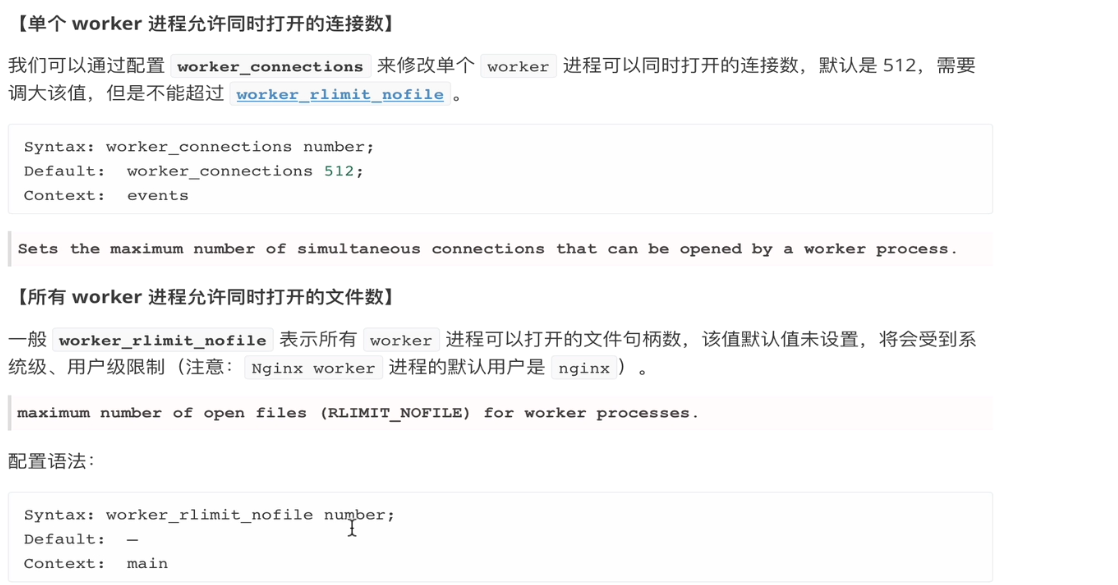 【单个 worker 进程允许同时打开的连接数】
我们可以通过配置 worker_connections 来修改单个 worker 进程可以同时打开的连接数，默认是 512，需要
调大该值，但是不能超过 worker_rlimit_nofile 。
Syntax: worker_connections number;
Default:  worker_connections 512;
Context:  events
Sets the maximum number of simultaneous connections that can be opened by a worker process.
【所有 worker 进程允许同时打开的文件数】
一般 worker_rlimit_nofile 表示所有 worker 进程可以打开的文件句柄数，该值默认值未设置，将会受到系
统级、用户级限制（注意： Nginx worker 进程的默认用户是 nginx ）。
maximum number of open files (RLIMIT_NOFILE) for worker processes.
配置语法：
Syntax: worker_rlimit_nofile number;
Default:  —
Context:  main